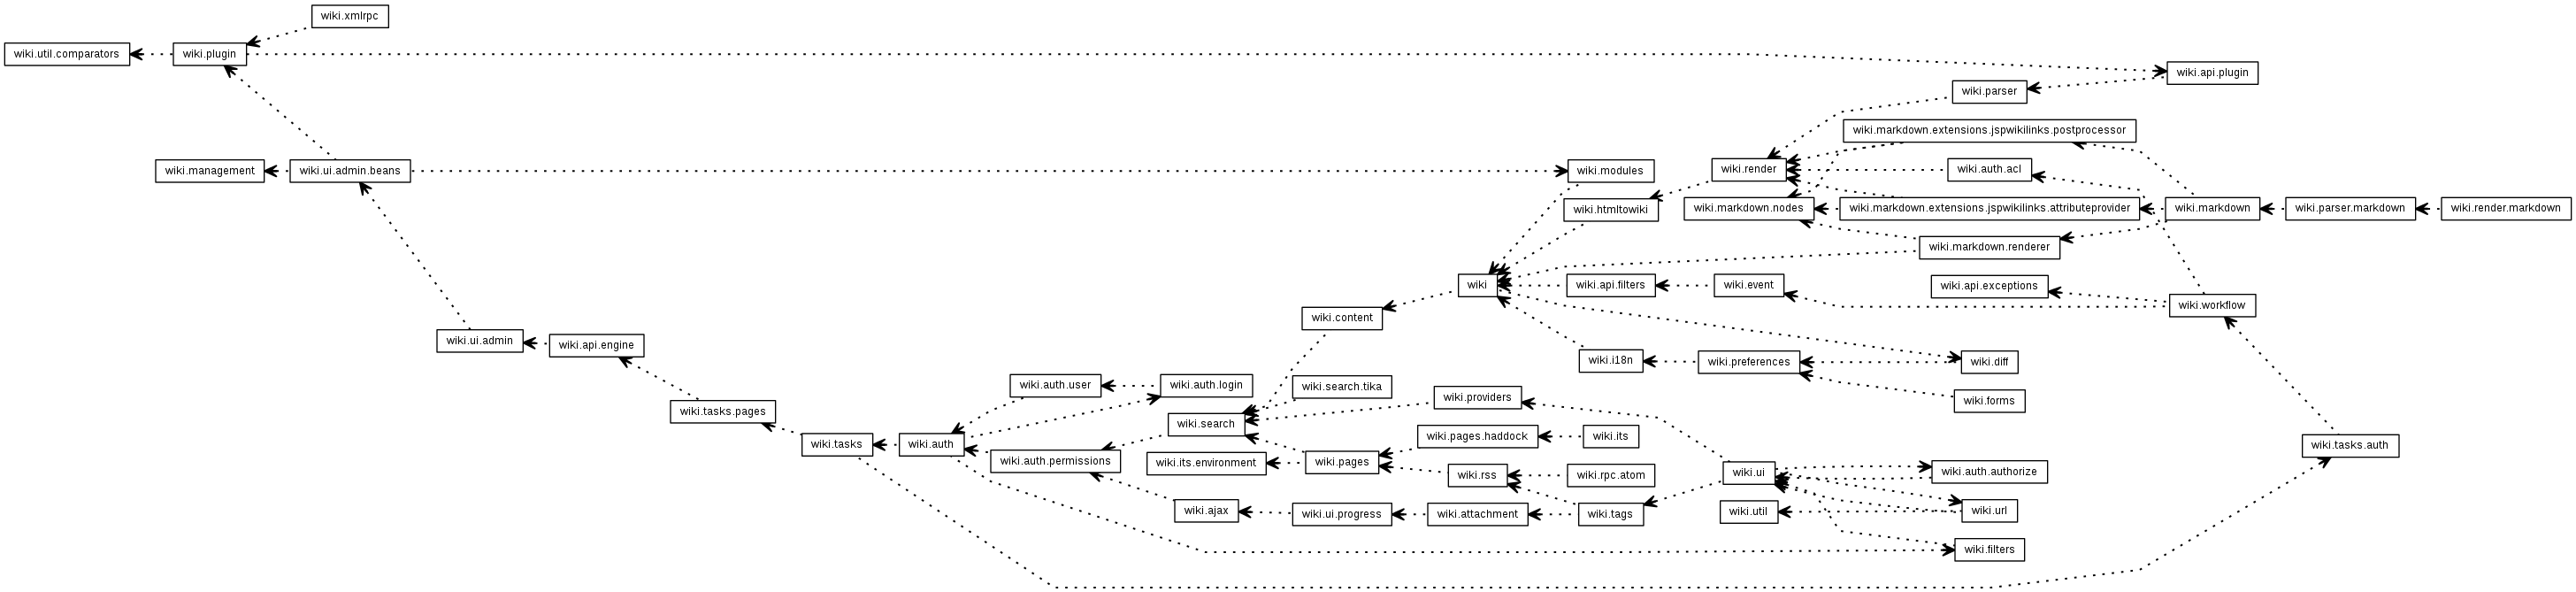 wiki.xmlrpc
wiki.util.comparators
wiki.plugin
wiki.api.plugin
wiki.parser
wiki.markdown.extensions.jspwikilinks.postprocessor
wiki.management
wiki.ui.admin.beans
wiki.modules
wiki.render
wiki.auth.acl
wiki.htmltowiki
wiki.markdown.nodes
wiki.markdown.extensions.jspwikilinks.attributeprovider
wiki.markdown
wiki.parser.markdown
wiki.render.markdown
wiki.markdown.renderer
wiki
wiki.api.filters
wiki.event
wiki.api.exceptions
wiki.workflow
wiki.content
wiki.ui.admin
wiki.api.engine
wiki.i18n
wiki.preferences
wiki.diff
wiki.auth.user
wiki.auth.login
wiki.search.tika
wiki.providers
wiki.forms
wiki.tasks.pages
wiki.search
wiki.tasks
wiki.auth
wiki.pages.haddock
wiki.its
wiki.tasks.auth
wiki.auth.permissions
wiki.its.environment
wiki.pages
wiki.rss
wiki.rpc.atom
wiki.ui
wiki.auth.authorize
wiki.ajax
wiki.ui.progress
wiki.attachment
wiki.tags
wiki.util
wiki.url
wiki.filters